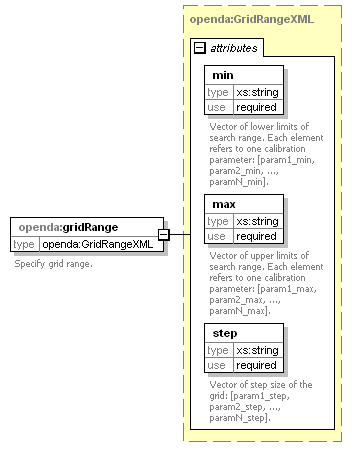 openda:GridRangeXML
attributes
min
type xs:string
use required
Vector of lower limits of
search range. Each element
refers to one calibration
parameter: [param1_min,
param2_min, ...,
paramN_min].
max
type xs:string
use required
Vector of upper limits of
search range. Each element
refers to one calibration
parameter: [param1_max,
param2_max, ...,
paramN_max].
openda:gridRange
type openda:GridRangeXML
Specify grid range.
step
type xs:string
use required
Vector of step size of the
grid: [param1_step,
param2_step, ...,
paramN_step].